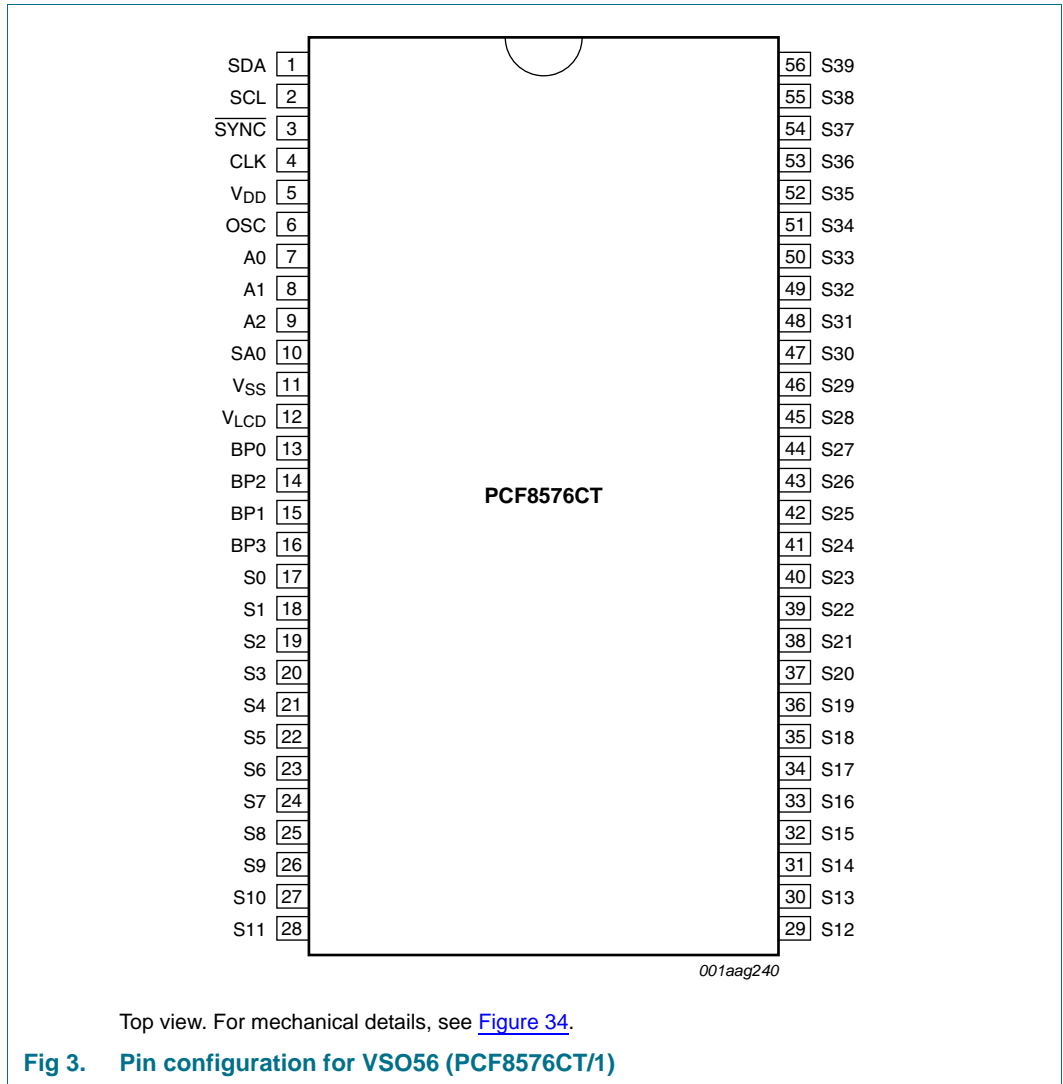 SDA 1 56 S39
SCL 2 55 S38
SYNC 3 54 S37
CLK 4 53 S36
VDD 5 52 S35
OSC 6 51 S34
A0 7 50 S33
A1 8 49 S32
A2 9 48 S31
SA0 10 47 S30
VSS 11 46 S29
VLCD 12 45 S28
BP0 13 44 S27
BP2 14 43 S26
PCF8576CT
BP1 15 42 S25
BP3 16 41 S24
S0 17 40 S23
S1 18 39 S22
S2 19 38 S21
S3 20 37 S20
S4 21 36 S19
S5 22 35 S18
S6 23 34 S17
S7 24 33 S16
S8 25 32 S15
S9 26 31 S14
S10 27 30 S13
S11 28 29 S12
001aag240
Top view. For mechanical details, see Figure 34.
Fig 3. Pin configuration for VSO56 (PCF8576CT/1)